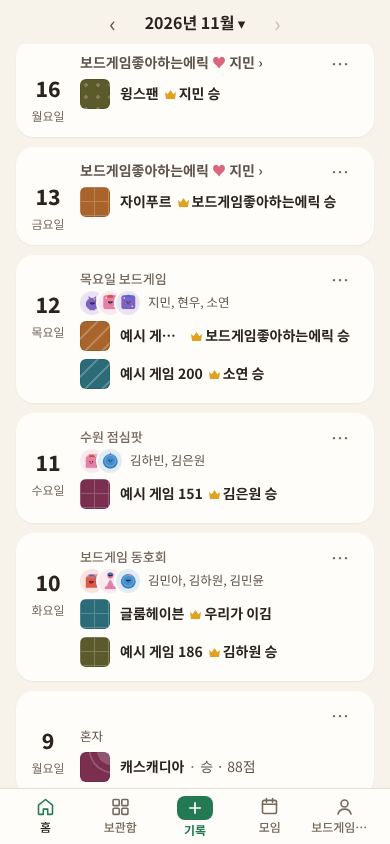 ‹ 2026년 11월 ▾ ›
보드게임좋아하는에릭 ♥ 지민 › ···
16
월요일
윙스팬 지민 승
보드게임좋아하는에릭 ♥ 지민 › ···
13
금요일
자이푸르 보드게임좋아하는에릭 승
목요일 보드게임 ···
12
목요일
지민, 현우, 소연
예시 게… 보드게임좋아하는에릭 승
예시 게임 200 소연 승
수원 점심팟 ···
11
수요일
김하빈, 김은원
예시 게임 151 김은원 승
보드게임 동호회 ···
10
화요일
김민아, 김하원, 김민윤
글룸헤이븐 우리가 이김
예시 게임 186 김하원 승
···
9
월요일
혼자
캐스캐디아 · 승 · 88점
홈 보관함 기록 모임 보드게임…